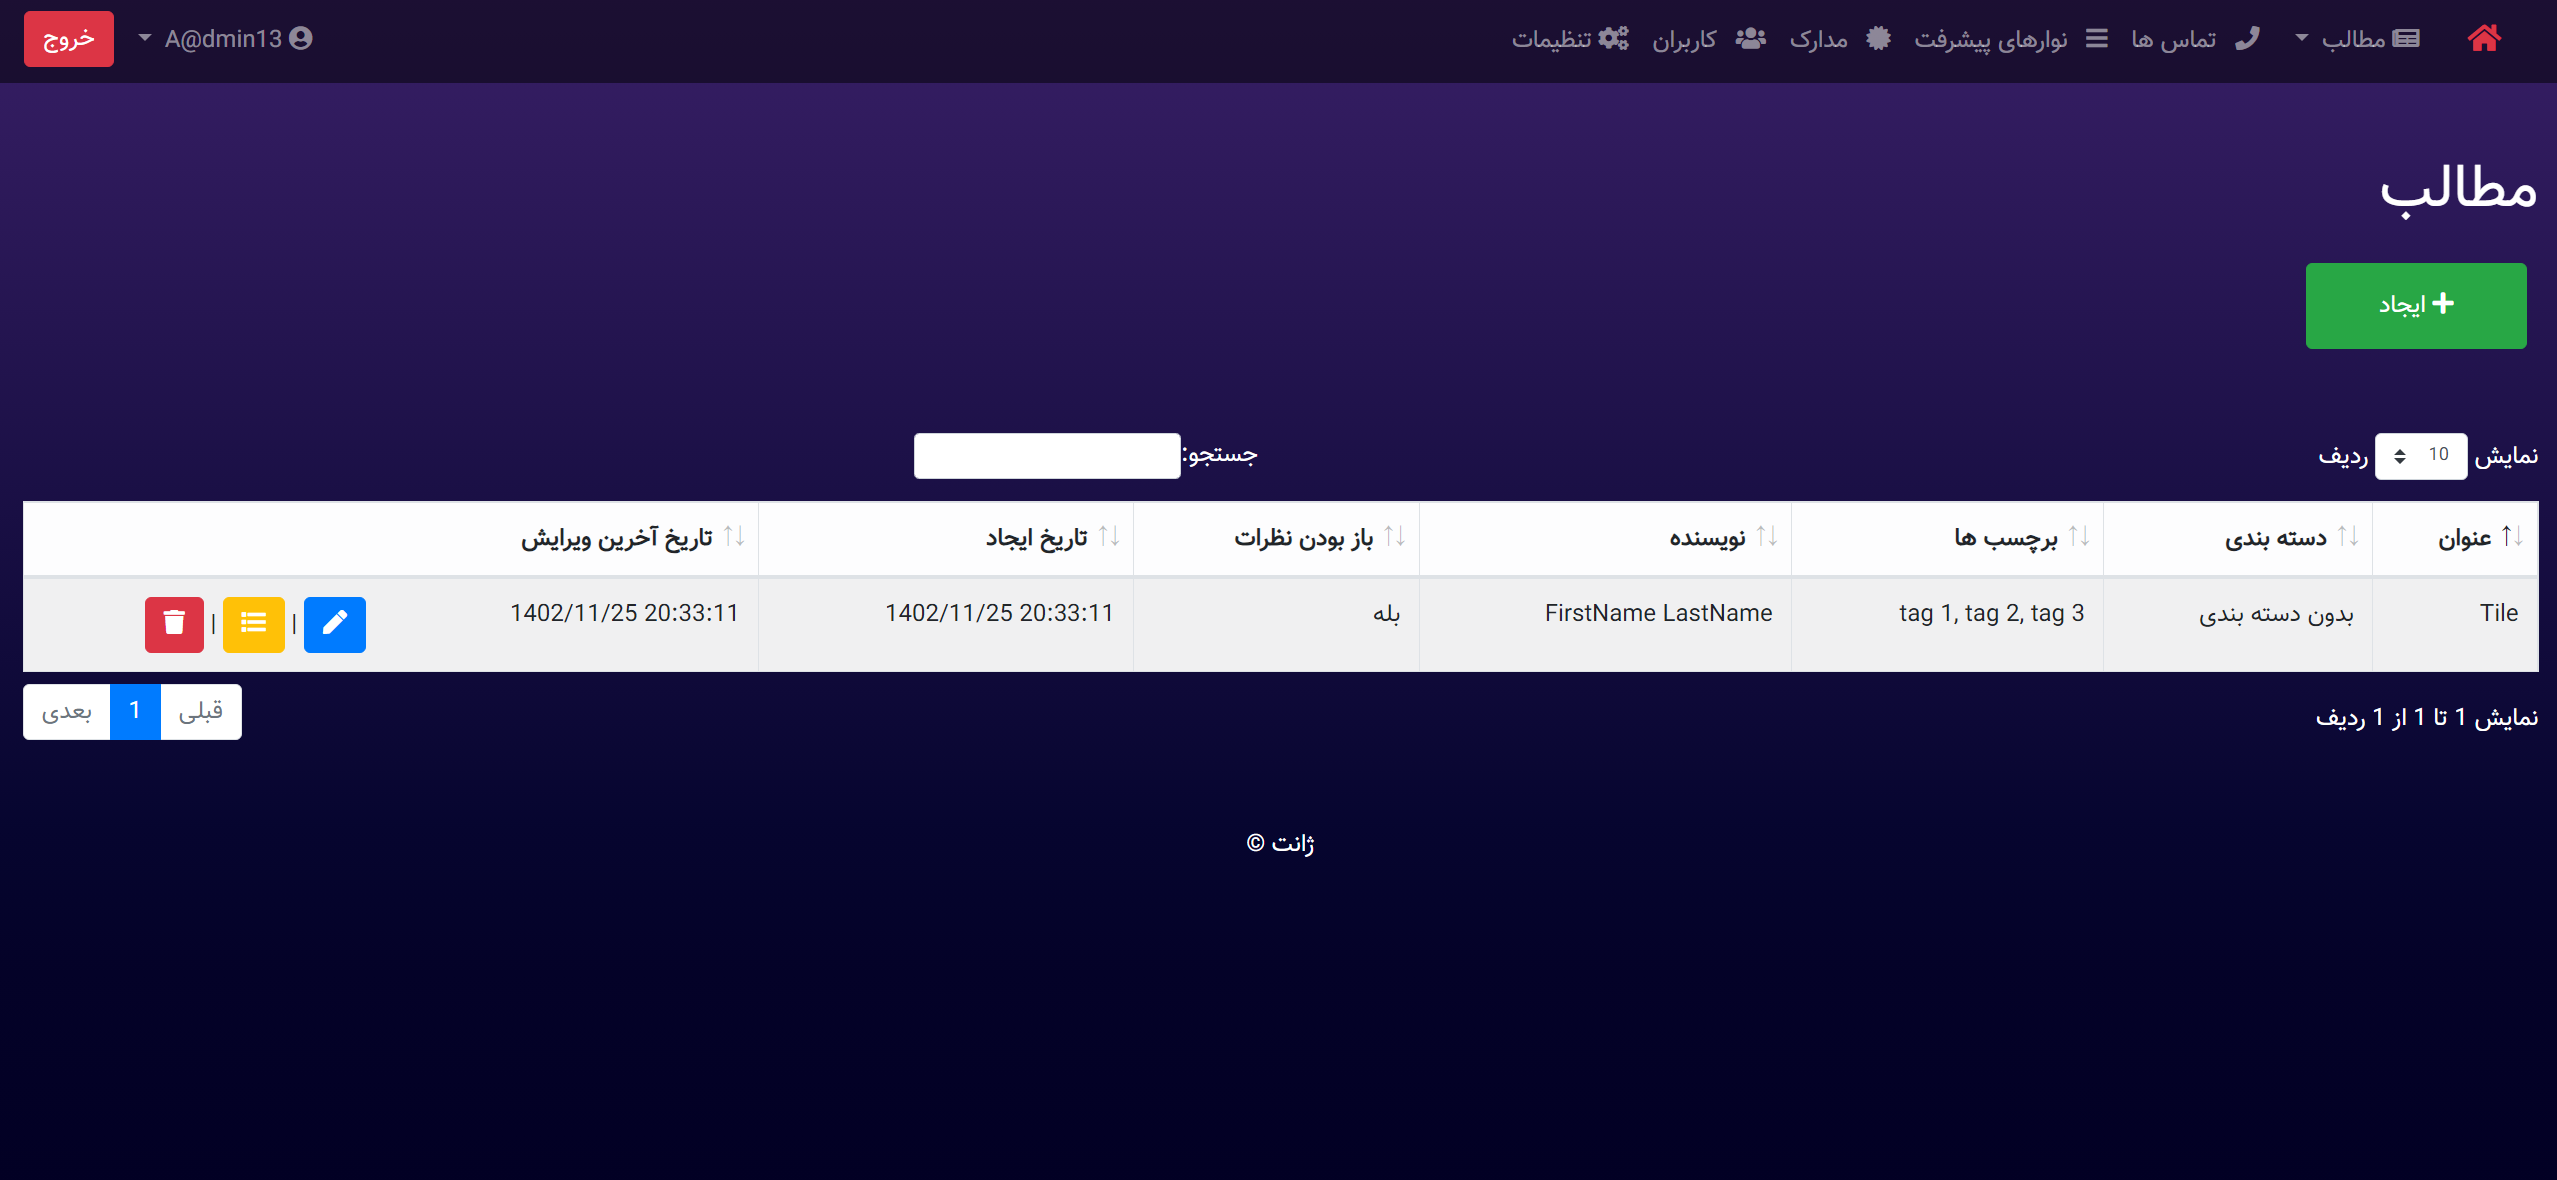 مطالب تماس ها نوارهای پیشرفت مدارک کاربران تنظیمات A@dmin13 خروج
مطالب
ایجاد
نمایش 10 ردیف جستجو:
عنوان دسته بندی برچسب ها نویسنده باز بودن نظرات تاریخ ایجاد تاریخ آخرین ویرایش
Tile بدون دسته بندی tag 1, tag 2, tag 3 FirstName LastName بله 1402/11/25 20:33:11 1402/11/25 20:33:11 | |
نمایش 1 تا 1 از 1 ردیف قبلی 1 بعدی
ژانت ©